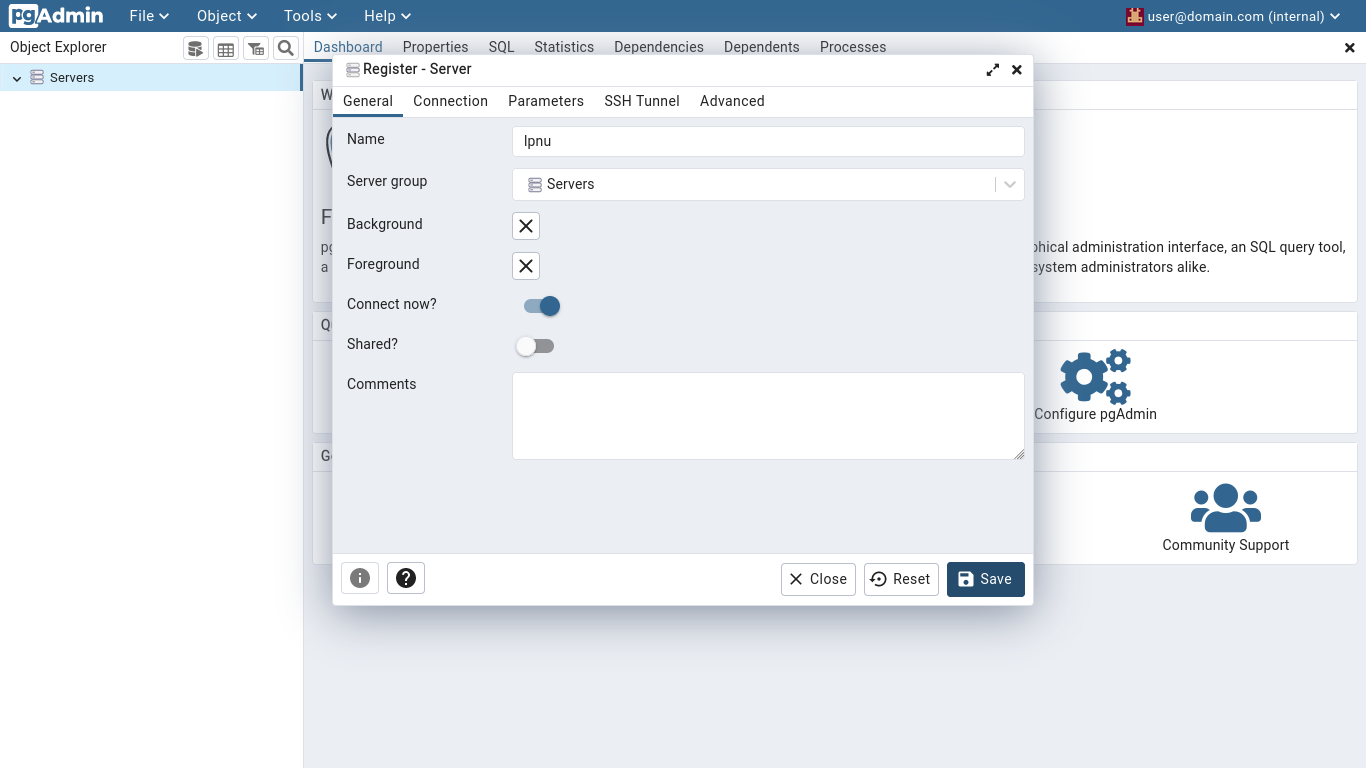 pgAdmin File Object Tools Help user@domain.com (internal)
Object Explorer
Dashboard Properties SQL Statistics Dependencies Dependents Processes
Servers
Register - Server
General Connection Parameters SSH Tunnel Advanced
Name lpnu
Server group Servers
Background
Foreground
Connect now?
Shared?
Comments
W
F
pg
a
phical administration interface, an SQL query tool,
system administrators alike.
Configure pgAdmin
Community Support
Close Reset Save